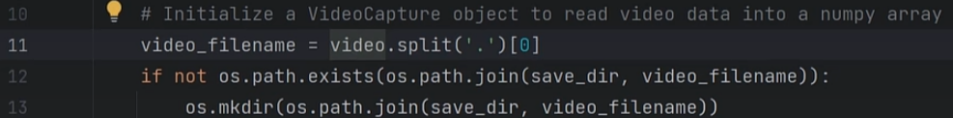 10 # Initialize a VideoCapture object to read video data into a numpy array
11 video_filename = video.split('.')[0]
12 if not os.path.exists(os.path.join(save_dir, video_filename)):
13 os.mkdir(os.path.join(save_dir, video_filename))